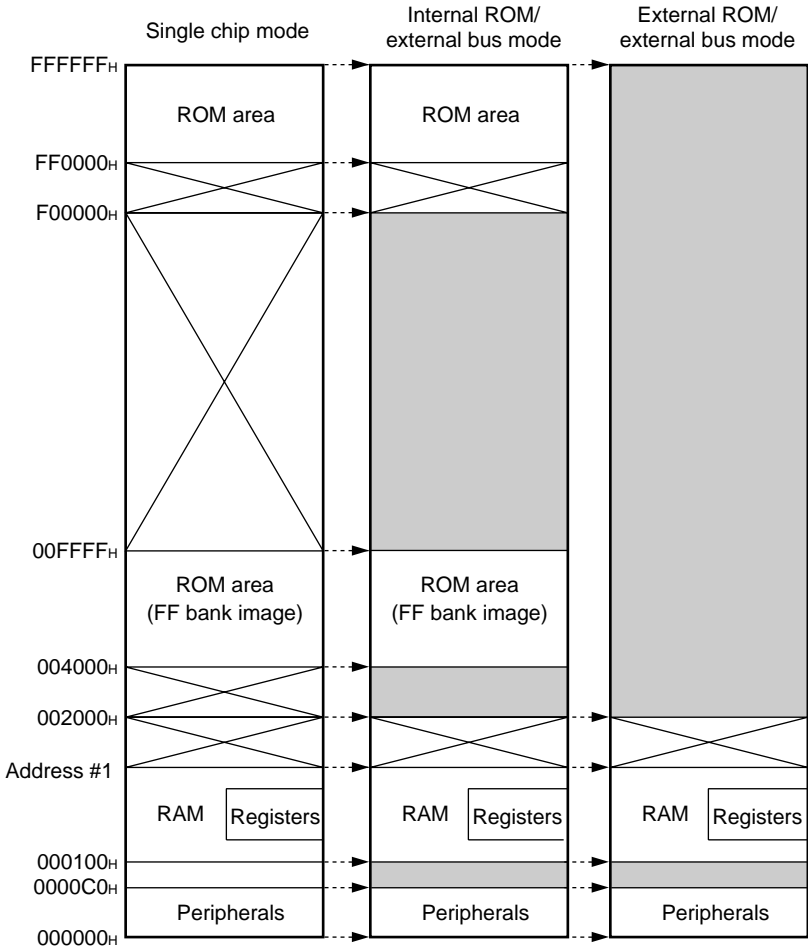 Single chip mode
Internal ROM/
external bus mode
External ROM/
external bus mode
FFFFFFH
ROM area
ROM area
FF0000H
F00000H
00FFFFH
ROM area
(FF bank image)
ROM area
(FF bank image)
004000H
002000H
Address #1
RAM
Registers
RAM
Registers
RAM
Registers
000100H
0000C0H
Peripherals
Peripherals
Peripherals
000000H